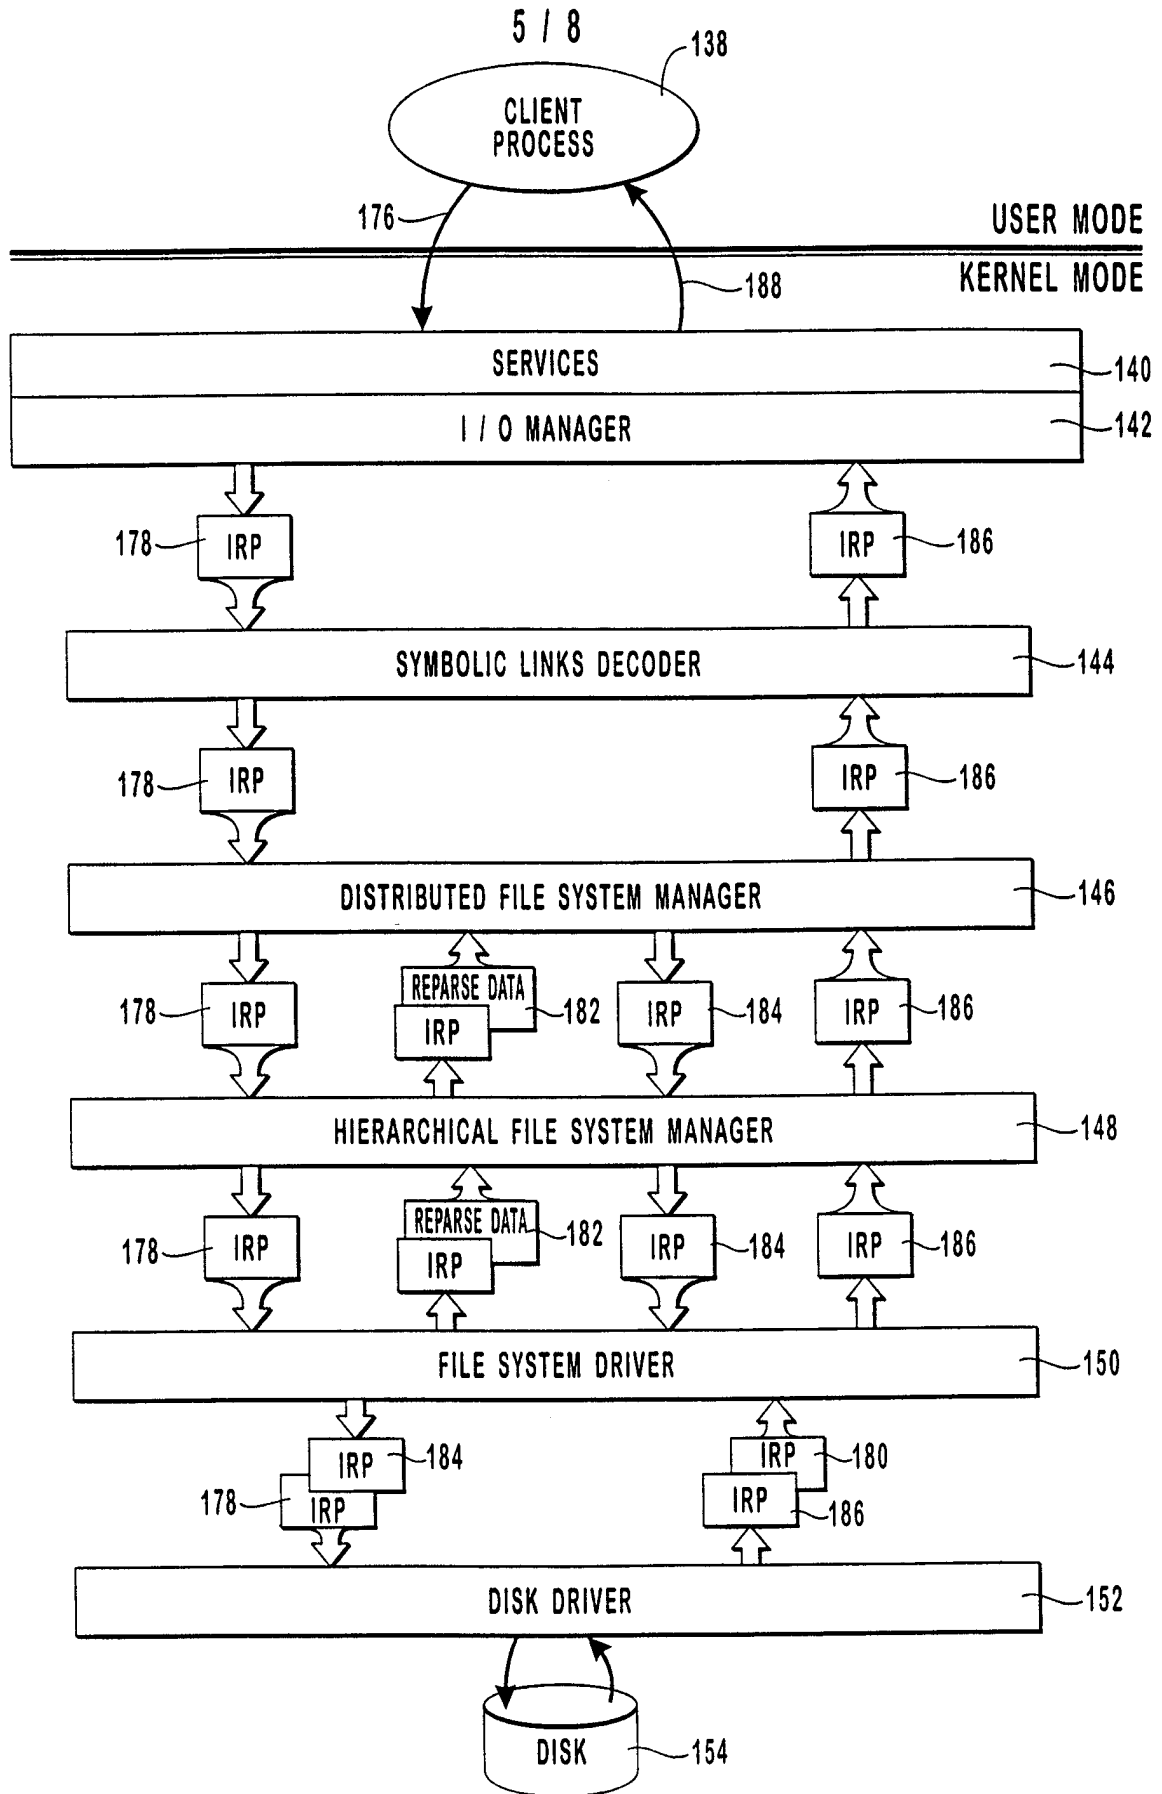 5 / 8
138
CLIENT
PROCESS
176
USER MODE
KERNEL MODE
188
SERVICES
140
I / O MANAGER
142
178
IRP
IRP
186
SYMBOLIC LINKS DECODER
144
178
IRP
IRP
186
DISTRIBUTED FILE SYSTEM MANAGER
146
178
IRP
REPARSE DATA
182
IRP
IRP
184
IRP
186
HIERARCHICAL FILE SYSTEM MANAGER
148
178
IRP
REPARSE DATA
182
IRP
IRP
184
IRP
186
FILE SYSTEM DRIVER
150
IRP
184
178
IRP
IRP
180
IRP
186
DISK DRIVER
152
DISK
154